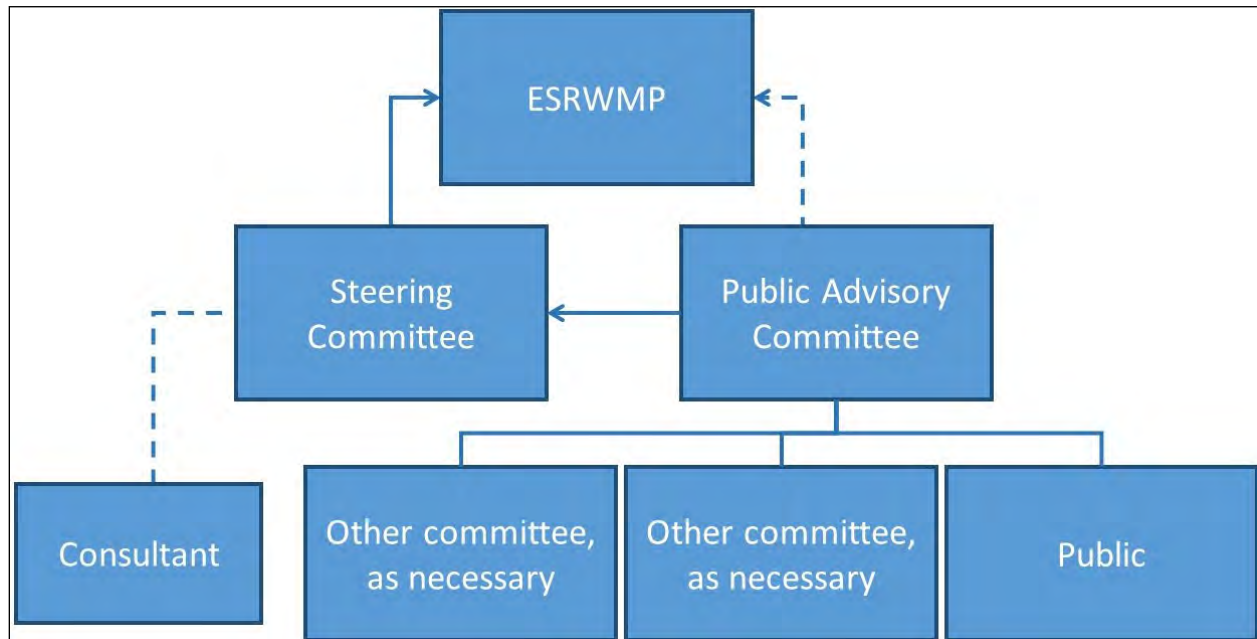 ESRWMP
Steering
Committee
Public Advisory
Committee
Consultant
Other committee,
as necessary
Other committee,
as necessary
Public